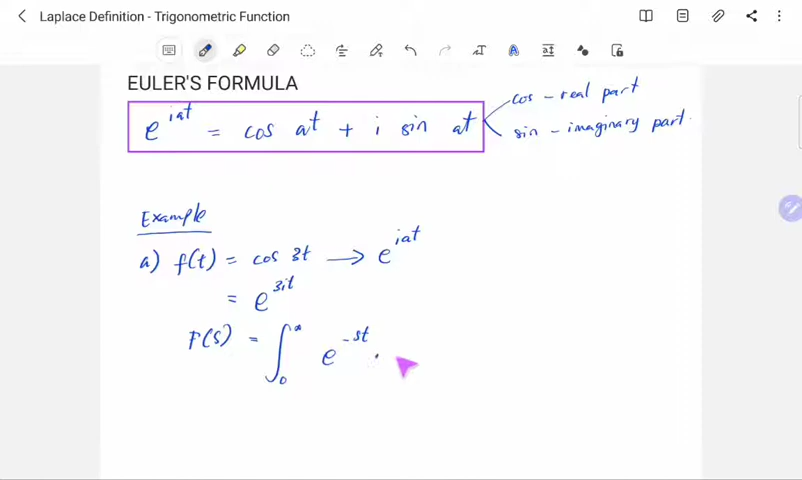 Laplace Definition - Trigonometric Function
EULER'S FORMULA
e^{iat} = cos at + i sin at
cos - real part
sin - imaginary part.
Example
a) f(t) = cos 3t → e^{iat}
= e^{3it}
F(s) = ∫_0^∞ e^{-st} .